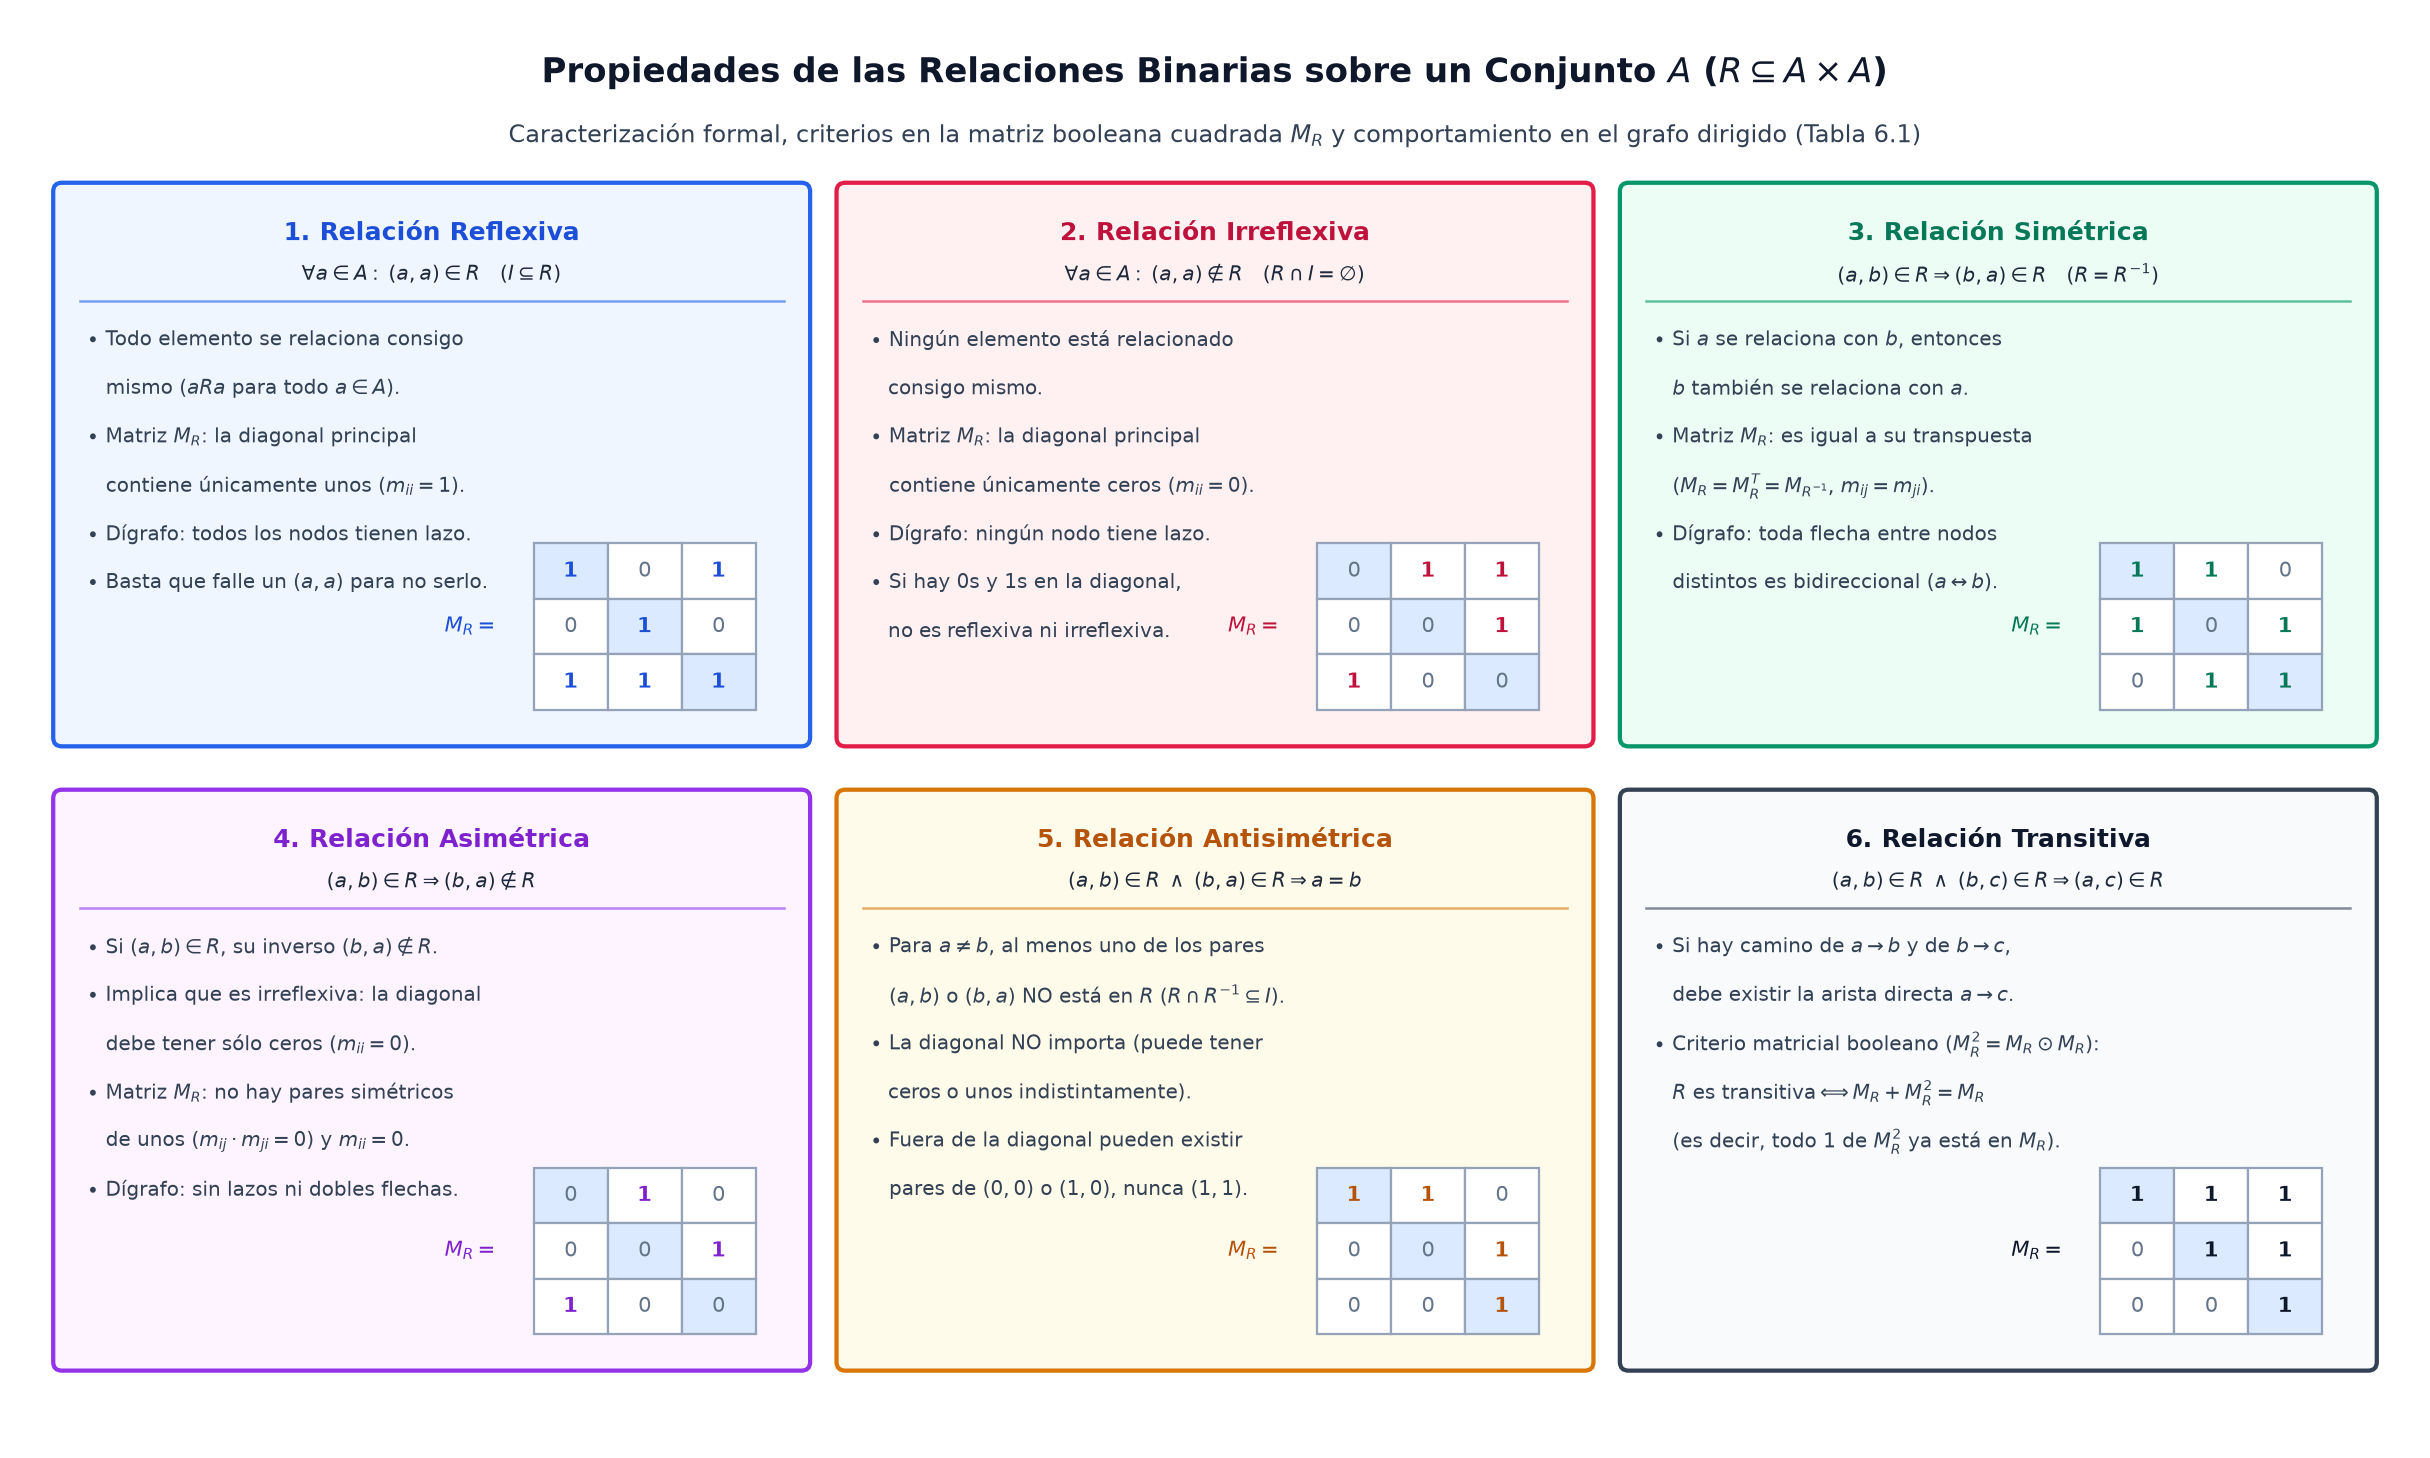 Propiedades de las Relaciones Binarias sobre un Conjunto A (R ⊆ A × A)
Caracterización formal, criterios en la matriz booleana cuadrada M_R y comportamiento en el grafo dirigido (Tabla 6.1)
1. Relación Reflexiva
∀a ∈ A : (a, a) ∈ R (I ⊆ R)
• Todo elemento se relaciona consigo
mismo (aRa para todo a ∈ A).
• Matriz M_R: la diagonal principal
contiene únicamente unos (m_ii = 1).
• Dígrafo: todos los nodos tienen lazo.
• Basta que falle un (a, a) para no serlo.
M_R =
1 0 1
0 1 0
1 1 1
2. Relación Irreflexiva
∀a ∈ A : (a, a) ∉ R (R ∩ I = ∅)
• Ningún elemento está relacionado
consigo mismo.
• Matriz M_R: la diagonal principal
contiene únicamente ceros (m_ii = 0).
• Dígrafo: ningún nodo tiene lazo.
• Si hay 0s y 1s en la diagonal,
no es reflexiva ni irreflexiva.
M_R =
0 1 1
0 0 1
1 0 0
3. Relación Simétrica
(a, b) ∈ R ⇒ (b, a) ∈ R (R = R⁻¹)
• Si a se relaciona con b, entonces
b también se relaciona con a.
• Matriz M_R: es igual a su transpuesta
(M_R = M_R^T = M_{R⁻¹}, m_ij = m_ji).
• Dígrafo: toda flecha entre nodos
distintos es bidireccional (a ↔ b).
M_R =
1 1 0
1 0 1
0 1 1
4. Relación Asimétrica
(a, b) ∈ R ⇒ (b, a) ∉ R
• Si (a, b) ∈ R, su inverso (b, a) ∉ R.
• Implica que es irreflexiva: la diagonal
debe tener sólo ceros (m_ii = 0).
• Matriz M_R: no hay pares simétricos
de unos (m_ij · m_ji = 0) y m_ii = 0.
• Dígrafo: sin lazos ni dobles flechas.
M_R =
0 1 0
0 0 1
1 0 0
5. Relación Antisimétrica
(a, b) ∈ R ∧ (b, a) ∈ R ⇒ a = b
• Para a ≠ b, al menos uno de los pares
(a, b) o (b, a) NO está en R (R ∩ R⁻¹ ⊆ I).
• La diagonal NO importa (puede tener
ceros o unos indistintamente).
• Fuera de la diagonal pueden existir
pares de (0, 0) o (1, 0), nunca (1, 1).
M_R =
1 1 0
0 0 1
0 0 1
6. Relación Transitiva
(a, b) ∈ R ∧ (b, c) ∈ R ⇒ (a, c) ∈ R
• Si hay camino de a → b y de b → c,
debe existir la arista directa a → c.
• Criterio matricial booleano (M_R² = M_R ⊙ M_R):
R es transitiva ⟺ M_R + M_R² = M_R
(es decir, todo 1 de M_R² ya está en M_R).
M_R =
1 1 1
0 1 1
0 0 1